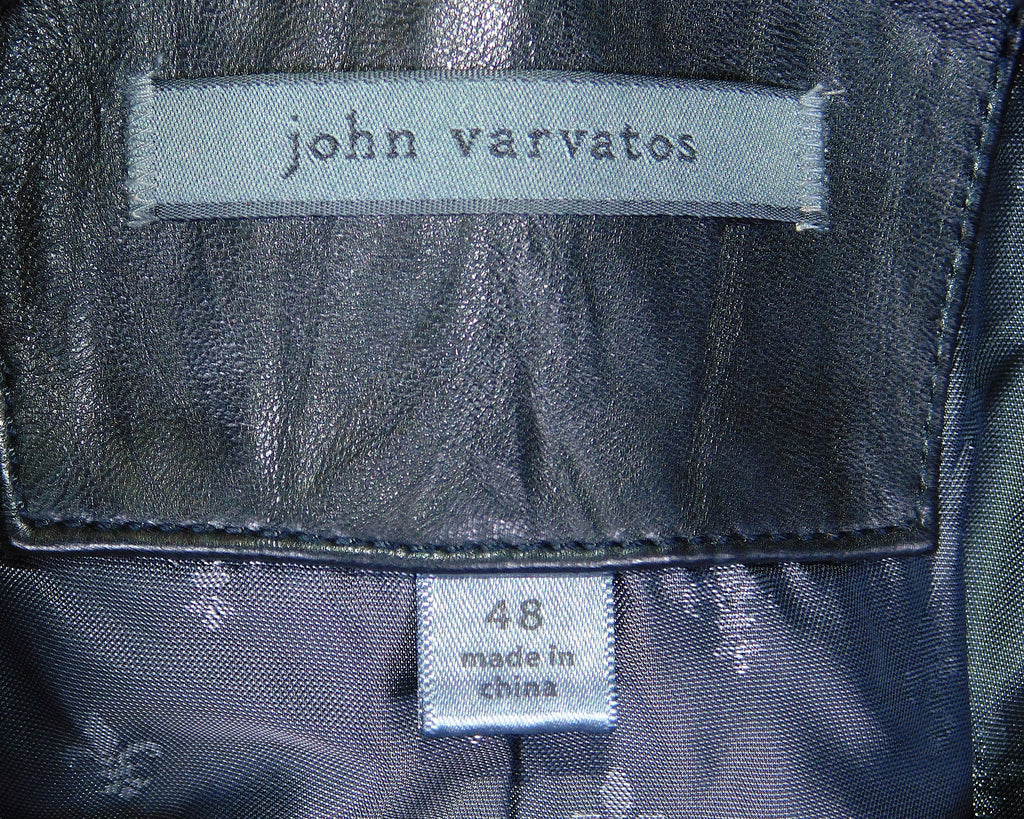 john varvatos
48
made in
china